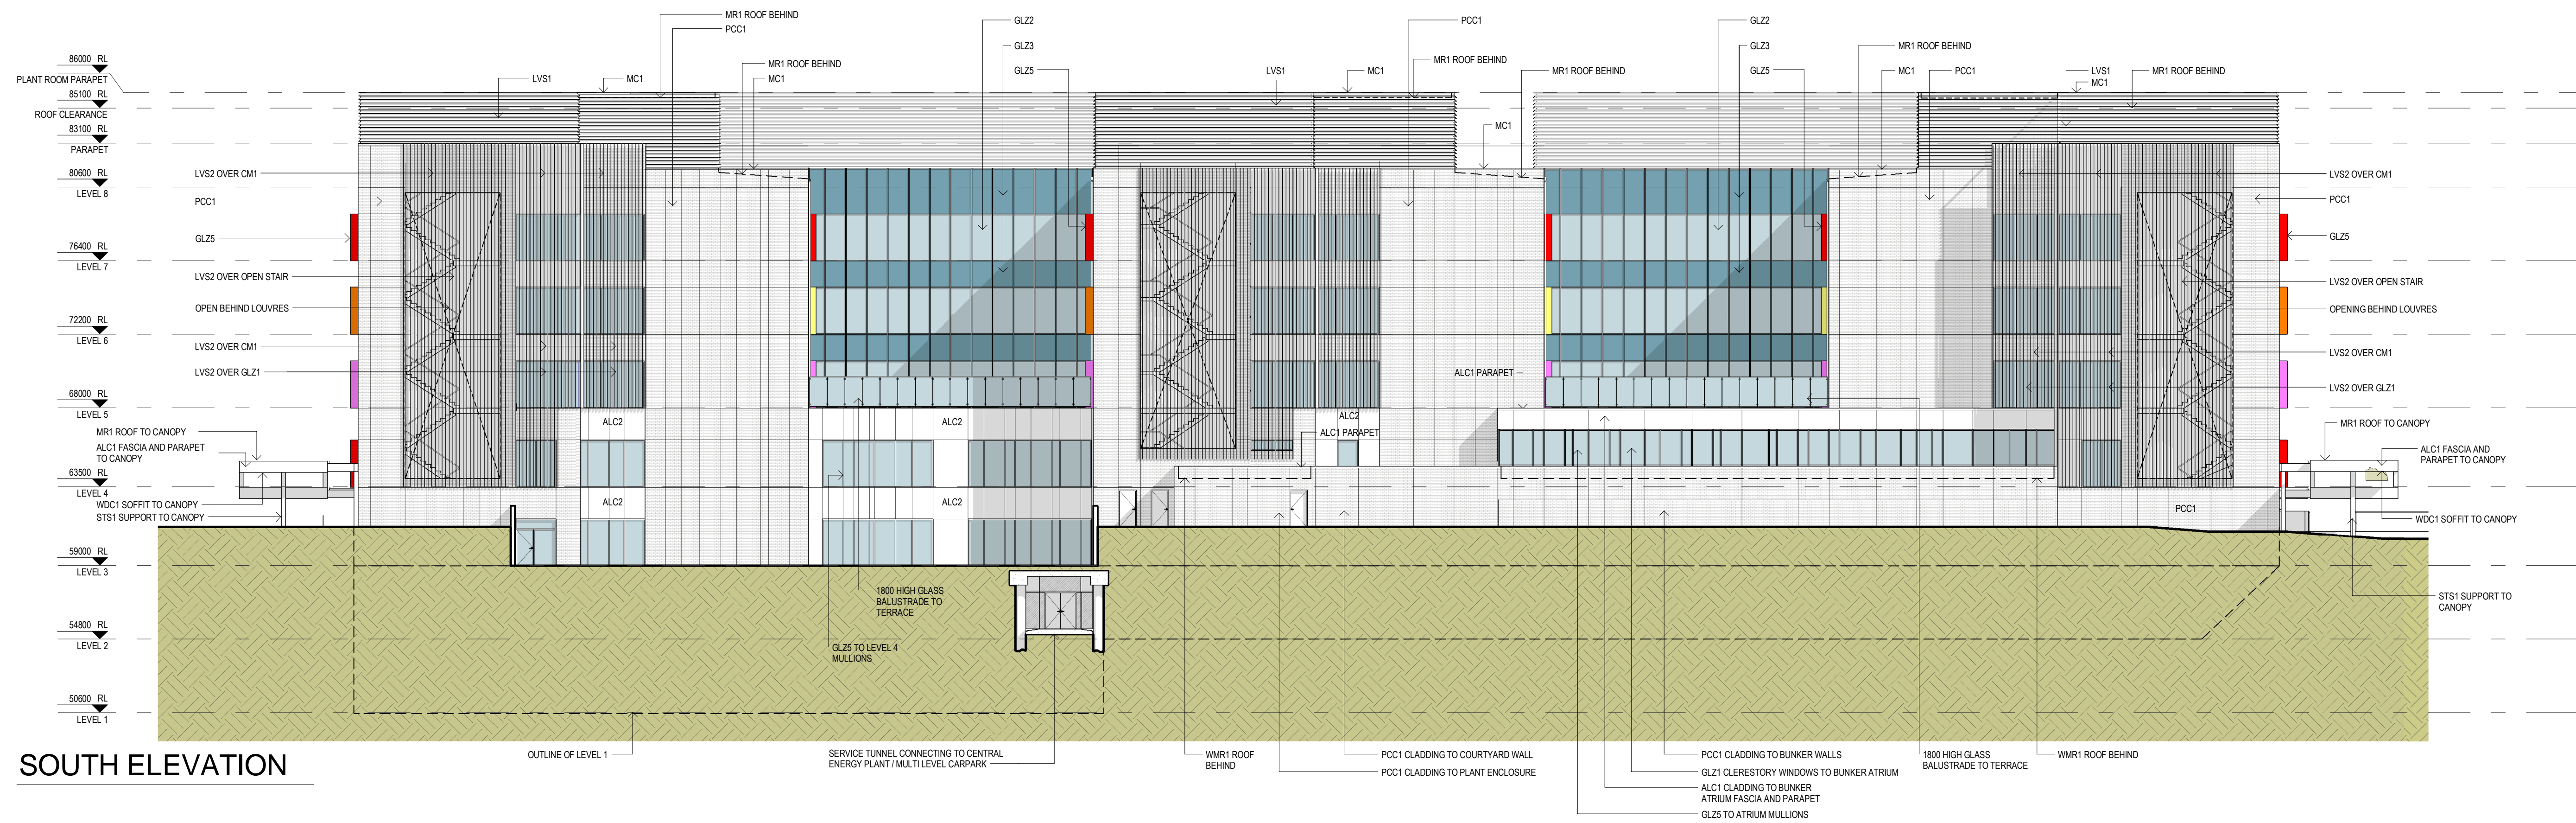 MR1 ROOF BEHIND
PCC1
GLZ2
GLZ3
GLZ5
MR1 ROOF BEHIND
MC1
LVS1
MC1
PCC1
GLZ2
GLZ3
GLZ5
MR1 ROOF BEHIND
MC1
PCC1
LVS1
MC1
MR1 ROOF BEHIND
MR1 ROOF BEHIND
MR1 ROOF BEHIND
LVS1
MC1
MC1
86000 RL
PLANT ROOM PARAPET
85100 RL
ROOF CLEARANCE
83100 RL
PARAPET
80600 RL
LEVEL 8
76400 RL
LEVEL 7
72200 RL
LEVEL 6
68000 RL
LEVEL 5
63500 RL
LEVEL 4
59000 RL
LEVEL 3
54800 RL
LEVEL 2
50600 RL
LEVEL 1
LVS2 OVER CM1
PCC1
GLZ5
LVS2 OVER OPEN STAIR
OPEN BEHIND LOUVRES
LVS2 OVER CM1
LVS2 OVER GLZ1
MR1 ROOF TO CANOPY
ALC1 FASCIA AND PARAPET
TO CANOPY
WDC1 SOFFIT TO CANOPY
STS1 SUPPORT TO CANOPY
ALC2
ALC2
ALC2
ALC2
ALC2
ALC1 PARAPET
ALC1 PARAPET
PCC1
LVS2 OVER CM1
PCC1
GLZ5
LVS2 OVER OPEN STAIR
OPENING BEHIND LOUVRES
LVS2 OVER CM1
LVS2 OVER GLZ1
MR1 ROOF TO CANOPY
ALC1 FASCIA AND
PARAPET TO CANOPY
WDC1 SOFFIT TO CANOPY
STS1 SUPPORT TO
CANOPY
1800 HIGH GLASS
BALUSTRADE TO
TERRACE
GLZ5 TO LEVEL 4
MULLIONS
OUTLINE OF LEVEL 1
SERVICE TUNNEL CONNECTING TO CENTRAL
ENERGY PLANT / MULTI LEVEL CARPARK
WMR1 ROOF
BEHIND
PCC1 CLADDING TO COURTYARD WALL
PCC1 CLADDING TO PLANT ENCLOSURE
PCC1 CLADDING TO BUNKER WALLS
GLZ1 CLERESTORY WINDOWS TO BUNKER ATRIUM
ALC1 CLADDING TO BUNKER
ATRIUM FASCIA AND PARAPET
GLZ5 TO ATRIUM MULLIONS
1800 HIGH GLASS
BALUSTRADE TO TERRACE
WMR1 ROOF BEHIND
SOUTH ELEVATION